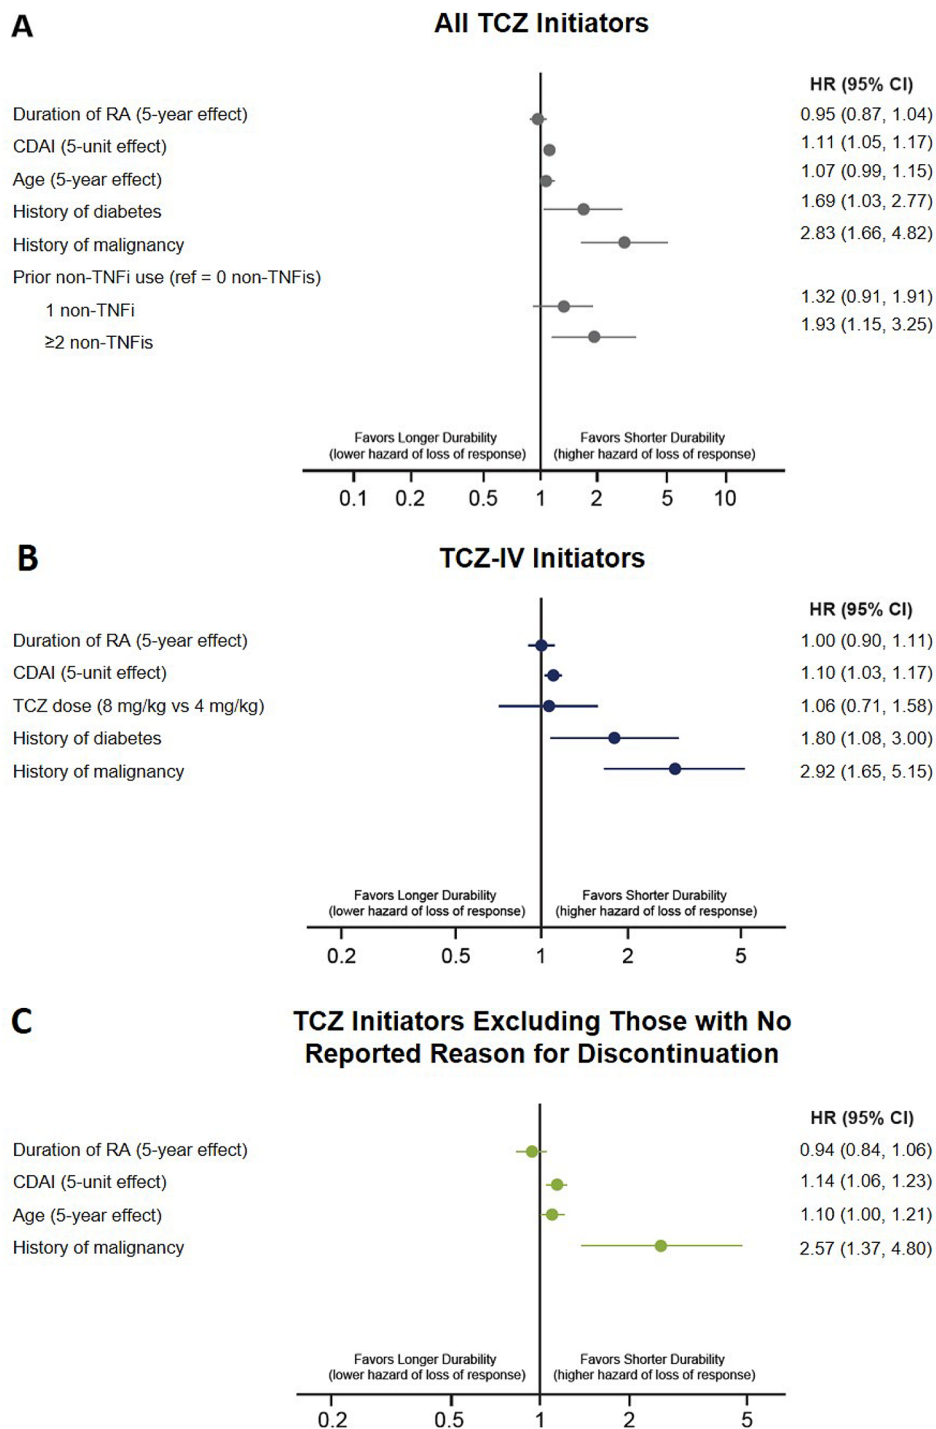 A
All TCZ Initiators
HR (95% CI)
Duration of RA (5-year effect) 0.95 (0.87, 1.04)
CDAI (5-unit effect) 1.11 (1.05, 1.17)
Age (5-year effect) 1.07 (0.99, 1.15)
History of diabetes 1.69 (1.03, 2.77)
History of malignancy 2.83 (1.66, 4.82)
Prior non-TNFi use (ref = 0 non-TNFis)
1 non-TNFi 1.32 (0.91, 1.91)
≥2 non-TNFis 1.93 (1.15, 3.25)
Favors Longer Durability Favors Shorter Durability
(lower hazard of loss of response) (higher hazard of loss of response)
0.1 0.2 0.5 1 2 5 10
B
TCZ-IV Initiators
HR (95% CI)
Duration of RA (5-year effect) 1.00 (0.90, 1.11)
CDAI (5-unit effect) 1.10 (1.03, 1.17)
TCZ dose (8 mg/kg vs 4 mg/kg) 1.06 (0.71, 1.58)
History of diabetes 1.80 (1.08, 3.00)
History of malignancy 2.92 (1.65, 5.15)
Favors Longer Durability Favors Shorter Durability
(lower hazard of loss of response) (higher hazard of loss of response)
0.2 0.5 1 2 5
C
TCZ Initiators Excluding Those with No
Reported Reason for Discontinuation
HR (95% CI)
Duration of RA (5-year effect) 0.94 (0.84, 1.06)
CDAI (5-unit effect) 1.14 (1.06, 1.23)
Age (5-year effect) 1.10 (1.00, 1.21)
History of malignancy 2.57 (1.37, 4.80)
Favors Longer Durability Favors Shorter Durability
(lower hazard of loss of response) (higher hazard of loss of response)
0.2 0.5 1 2 5